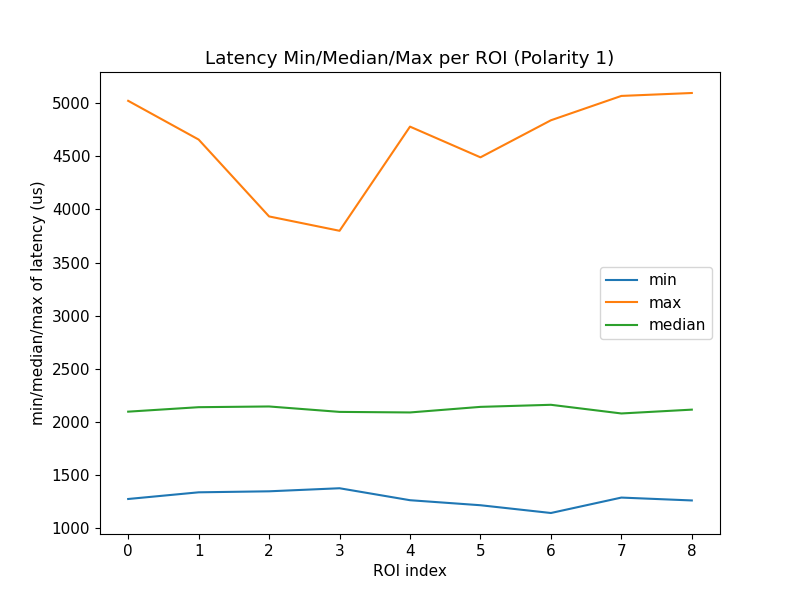 Latency Min/Median/Max per ROI (Polarity 1)
min/median/max of latency (us)
5000
4500
4000
3500
3000
2500
2000
1500
1000
min
max
median
0 1 2 3 4 5 6 7 8
ROI index